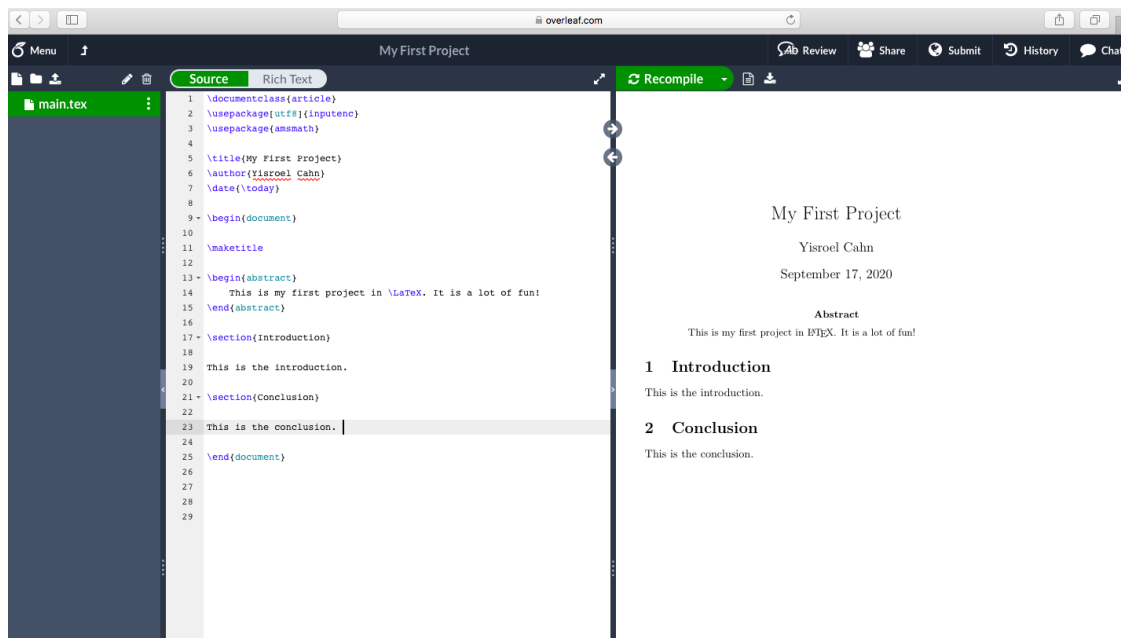 overleaf.com
Menu
My First Project
Review
Share
Submit
History
Chat
Source
Rich Text
Recompile
main.tex
1 \documentclass{article}
2 \usepackage[utf8]{inputenc}
3 \usepackage{amsmath}
4
5 \title{My First Project}
6 \author{Yisroel Cahn}
7 \date{\today}
8
9 \begin{document}
10
11 \maketitle
12
13 \begin{abstract}
14 This is my first project in \LaTeX. It is a lot of fun!
15 \end{abstract}
16
17 \section{Introduction}
18
19 This is the introduction.
20
21 \section{Conclusion}
22
23 This is the conclusion.
24
25 \end{document}
26
27
28
29
My First Project
Yisroel Cahn
September 17, 2020
Abstract
This is my first project in LATEX. It is a lot of fun!
1 Introduction
This is the introduction.
2 Conclusion
This is the conclusion.